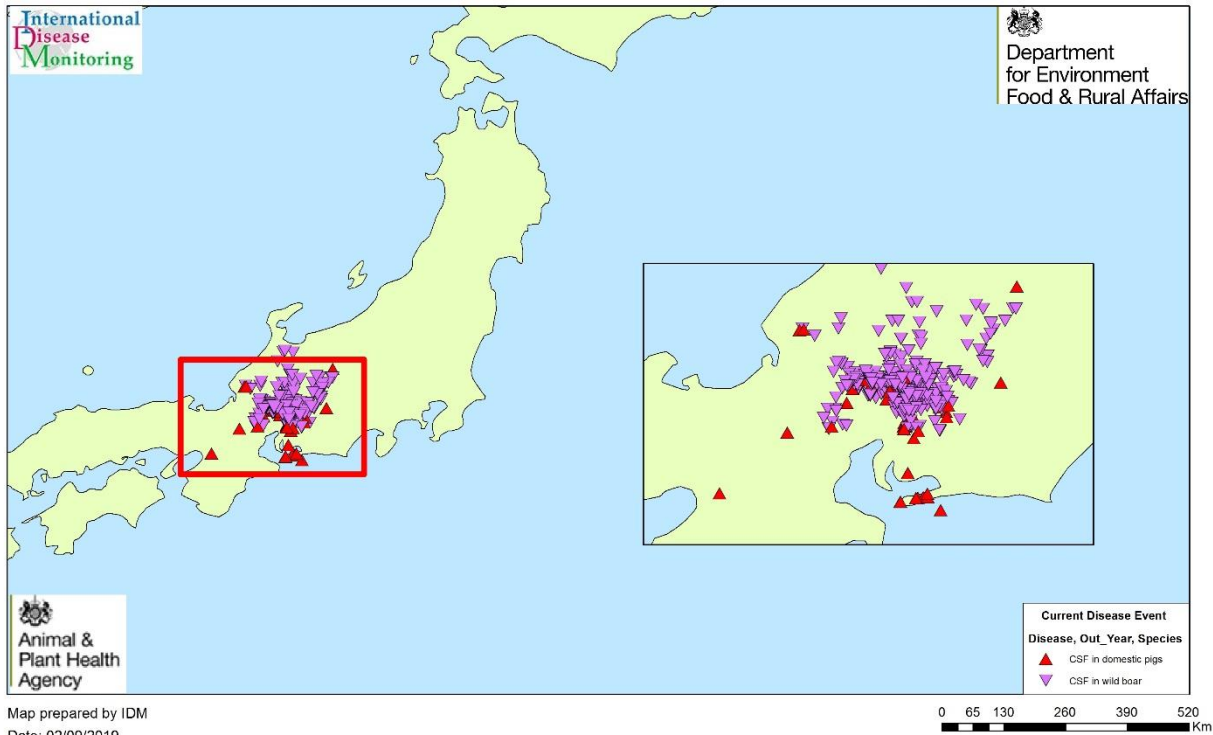 International
Disease
Monitoring
Department
for Environment
Food & Rural Affairs
Animal &
Plant Health
Agency
Current Disease Event
Disease, Out_Year, Species
CSF in domestic pigs
CSF in wild boar
Map prepared by IDM
0 65 130 260 390 520
Km